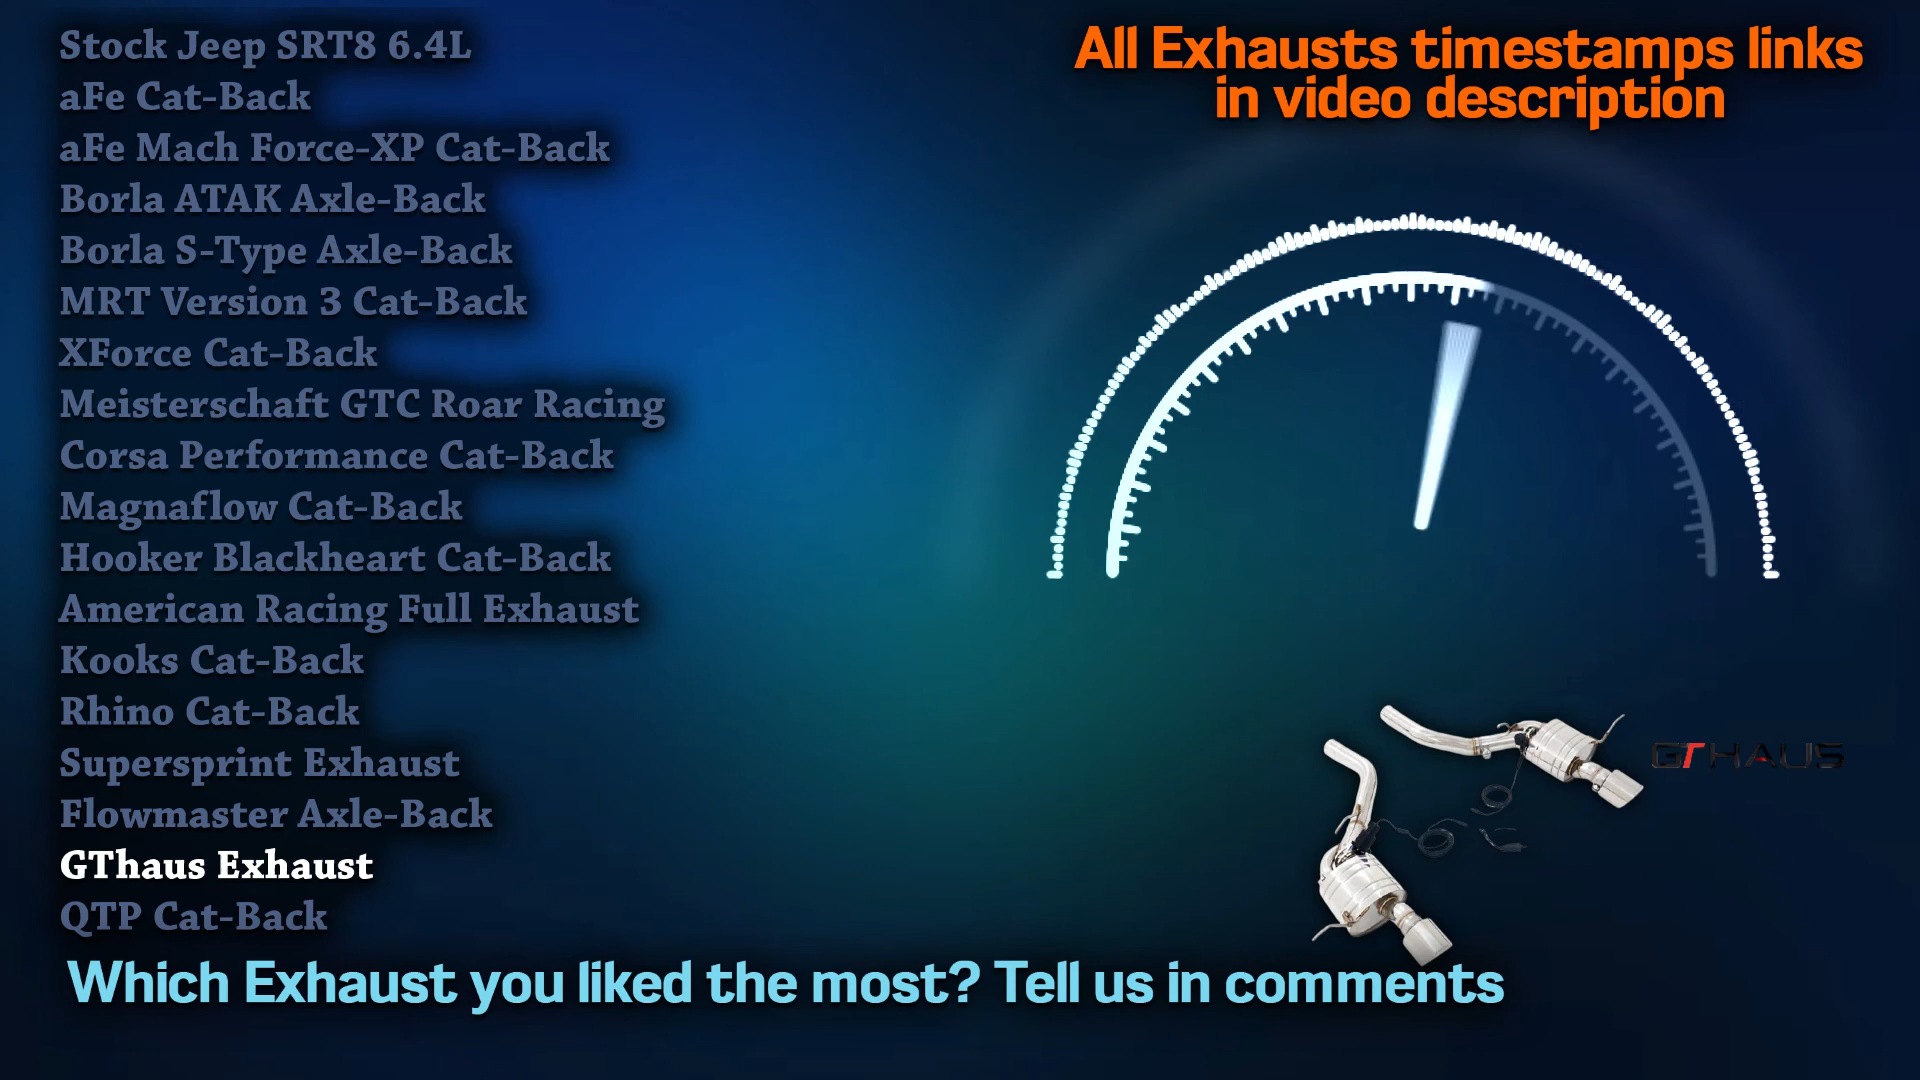 Stock Jeep SRT8 6.4L
aFe Cat-Back
aFe Mach Force-XP Cat-Back
Borla ATAK Axle-Back
Borla S-Type Axle-Back
MRT Version 3 Cat-Back
XForce Cat-Back
Meisterschaft GTC Roar Racing
Corsa Performance Cat-Back
Magnaflow Cat-Back
Hooker Blackheart Cat-Back
American Racing Full Exhaust
Kooks Cat-Back
Rhino Cat-Back
Supersprint Exhaust
Flowmaster Axle-Back
GThaus Exhaust
QTP Cat-Back
All Exhausts timestamps links
in video description
GTHAUS
Which Exhaust you liked the most? Tell us in comments